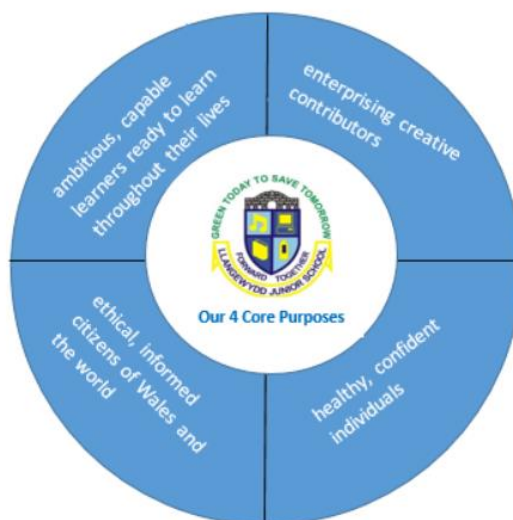 ambitious, capable
learners ready to learn
throughout their lives
enterprising creative
contributors
GREEN TODAY TO SAVE TOMORROW
FORWARD TOGETHER
LLANGEWYDD JUNIOR SCHOOL
Our 4 Core Purposes
ethical, informed
citizens of Wales and
the world
healthy, confident
individuals